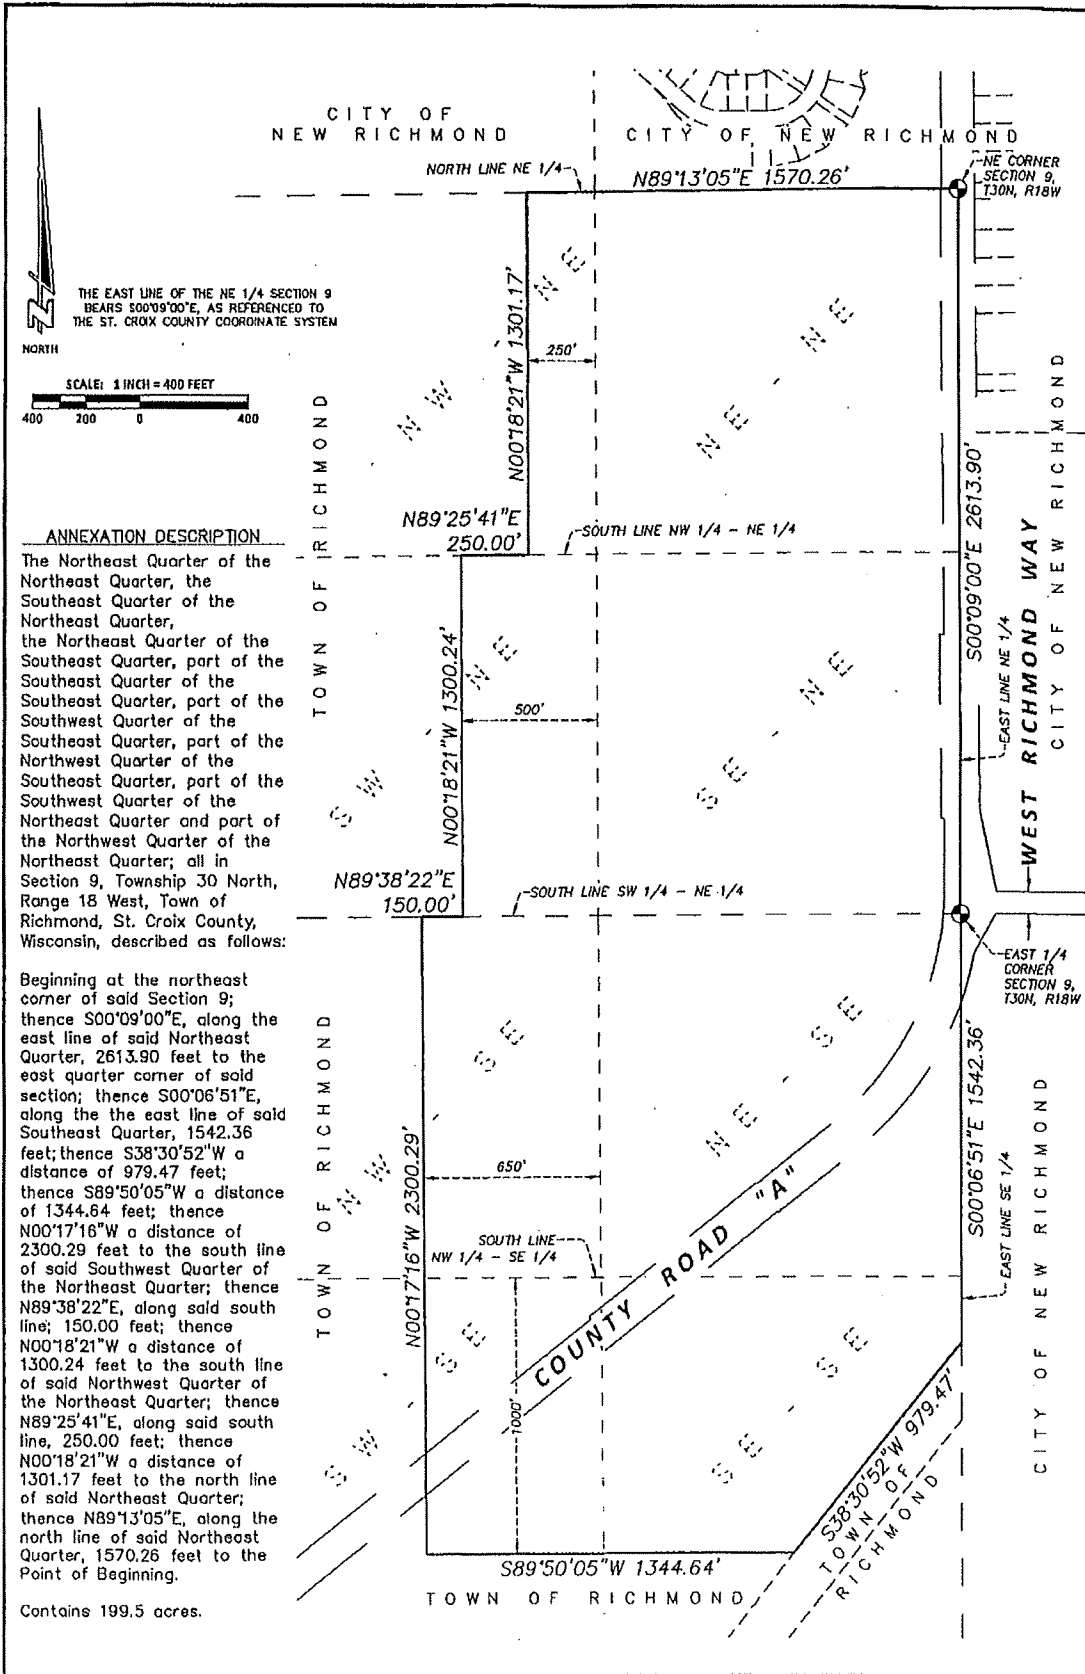 CITY OF
NEW RICHMOND
CITY OF NEW RICHMOND
NORTH LINE NE 1/4
N89°13'05"E 1570.26'
NE CORNER
SECTION 9,
T30N, R18W
THE EAST LINE OF THE NE 1/4 SECTION 9
BEARS S00°09'00"E, AS REFERENCED TO
THE ST. CROIX COUNTY COORDINATE SYSTEM
NORTH
SCALE: 1 INCH = 400 FEET
400 200 0 400
N00°18'21"W 1301.17'
250'
NW NE
NE NE
TOWN OF RICHMOND
N89°25'41"E
250.00'
SOUTH LINE NW 1/4 - NE 1/4
S00°09'00"E 2613.90'
EAST LINE NE 1/4
WEST RICHMOND WAY
CITY OF NEW RICHMOND
ANNEXATION DESCRIPTION
The Northeast Quarter of the
Northeast Quarter, the
Southeast Quarter of the
Northeast Quarter,
the Northeast Quarter of the
Southeast Quarter, part of the
Southeast Quarter of the
Southeast Quarter, part of the
Southwest Quarter of the
Southeast Quarter, part of the
Northwest Quarter of the
Southeast Quarter, part of the
Southwest Quarter of the
Northeast Quarter and part of
the Northwest Quarter of the
Northeast Quarter; all in
Section 9, Township 30 North,
Range 18 West, Town of
Richmond, St. Croix County,
Wisconsin, described as follows:
Beginning at the northeast
corner of said Section 9;
thence S00°09'00"E, along the
east line of said Northeast
Quarter, 2613.90 feet to the
east quarter corner of said
section; thence S00°06'51"E,
along the the east line of said
Southeast Quarter, 1542.36
feet; thence S38°30'52"W a
distance of 979.47 feet;
thence S89°50'05"W a distance
of 1344.64 feet; thence
N00°17'16"W a distance of
2300.29 feet to the south line
of said Southwest Quarter of
the Northeast Quarter; thence
N89°38'22"E, along said south
line; 150.00 feet; thence
N00°18'21"W a distance of
1300.24 feet to the south line
of said Northwest Quarter of
the Northeast Quarter; thence
N89°25'41"E, along said south
line, 250.00 feet; thence
N00°18'21"W a distance of
1301.17 feet to the north line
of said Northeast Quarter;
thence N89°13'05"E, along the
north line of said Northeast
Quarter, 1570.26 feet to the
Point of Beginning.
Contains 199.5 acres.
N00°18'21"W 1300.24'
500'
SW NE
SE NE
N89°38'22"E
150.00'
SOUTH LINE SW 1/4 - NE 1/4
EAST 1/4
CORNER
SECTION 9,
T30N, R18W
TOWN OF RICHMOND
N00°17'16"W 2300.29'
650'
NW SE
NE SE
SOUTH LINE
NW 1/4 - SE 1/4
COUNTY ROAD "A"
S00°06'51"E 1542.36'
EAST LINE SE 1/4
CITY OF NEW RICHMOND
SW SE
SE SE
1000'
S38°30'52"W 979.47'
TOWN OF
RICHMOND
S89°50'05"W 1344.64'
TOWN OF RICHMOND